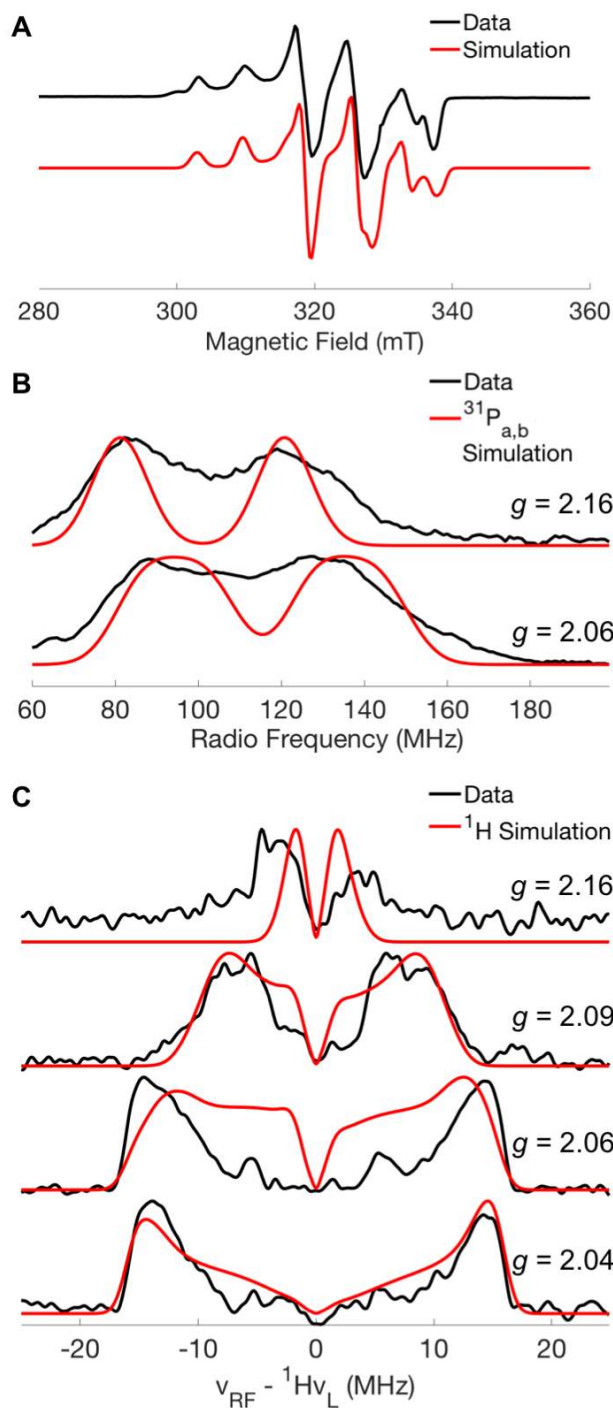 A
Data
Simulation
280 300 320 340 360
Magnetic Field (mT)
B
Data
³¹Pₐ,b
Simulation
g = 2.16
g = 2.06
60 80 100 120 140 160 180
Radio Frequency (MHz)
C
Data
¹H Simulation
g = 2.16
g = 2.09
g = 2.06
g = 2.04
-20 -10 0 10 20
νRF - ¹HνL (MHz)